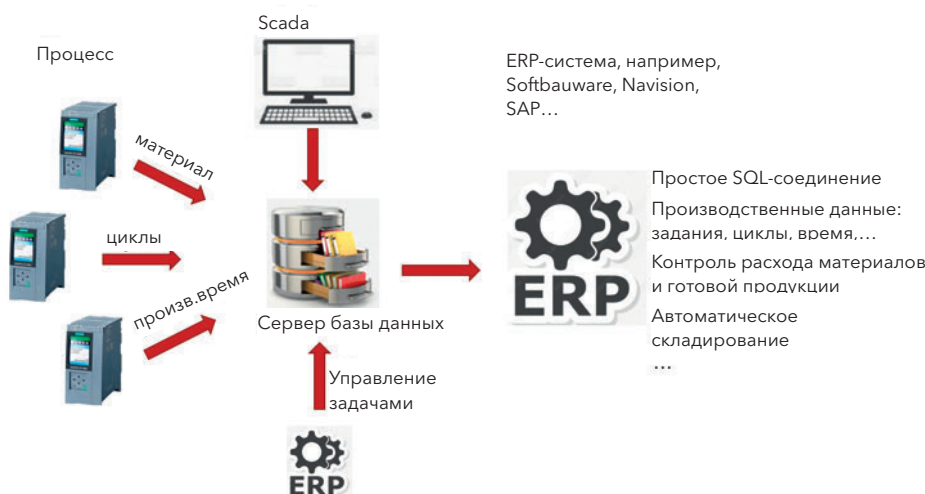 Scada
Процесс
ERP-система, например,
Softbauware, Navision,
SAP…
материал
циклы
произв.время
Сервер базы данных
Управление
задачами
ERP
ERP
Простое SQL-соединение
Производственные данные:
задания, циклы, время,…
Контроль расхода материалов
и готовой продукции
Автоматическое
складирование
…